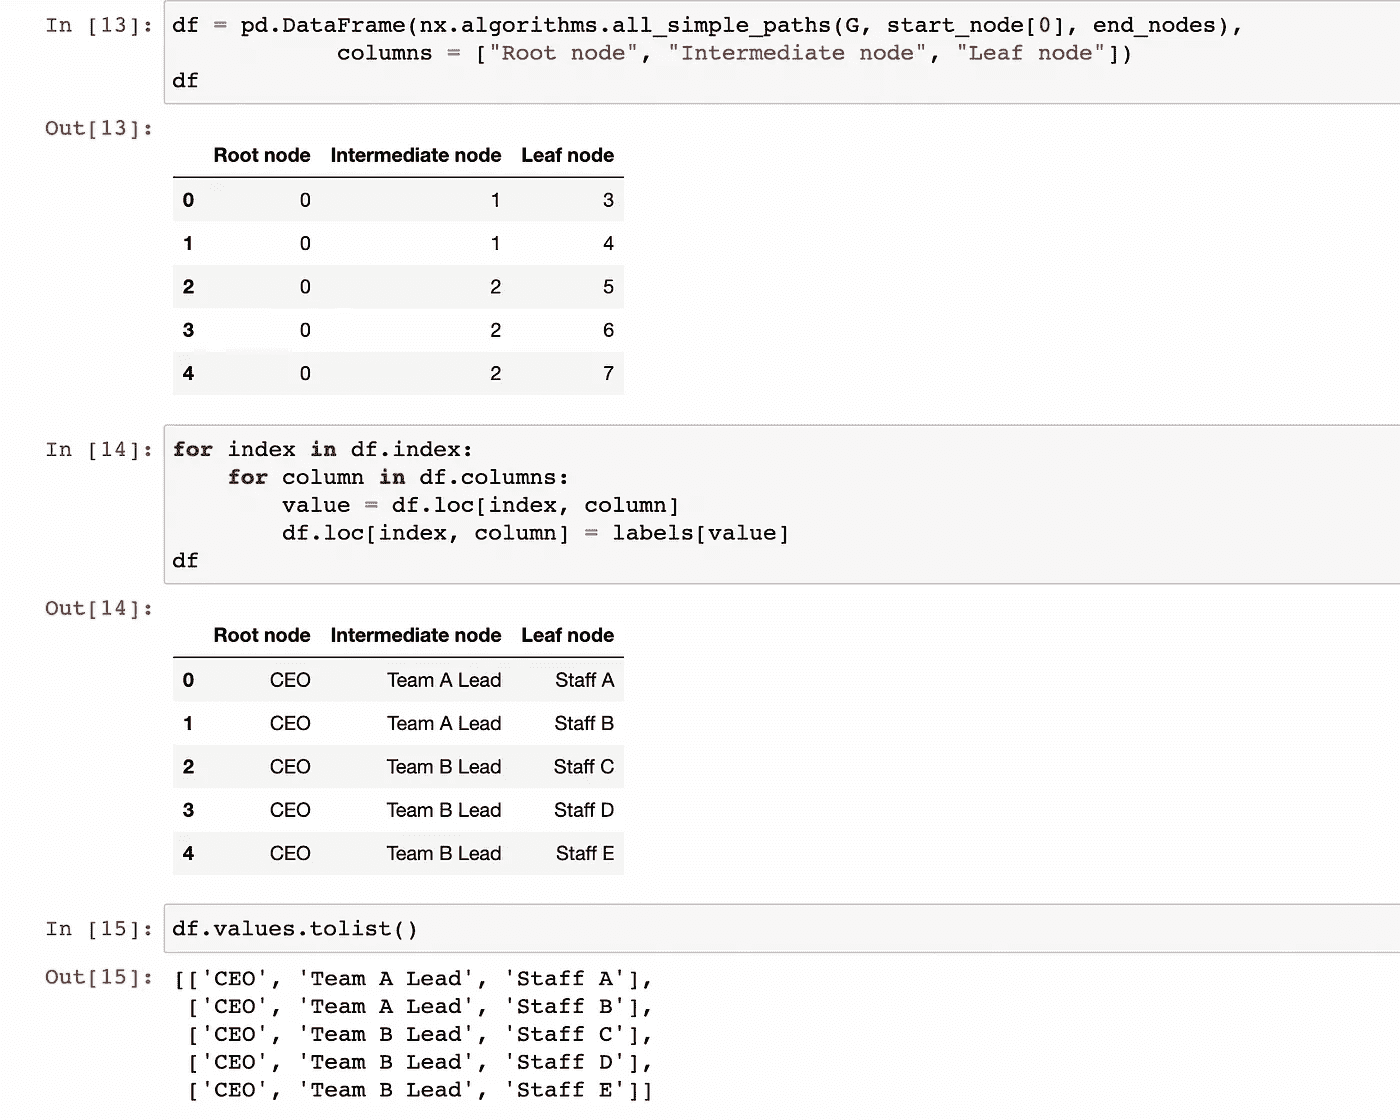 In [13]: df = pd.DataFrame(nx.algorithms.all_simple_paths(G, start_node[0], end_nodes),
columns = ["Root node", "Intermediate node", "Leaf node"])
df
Out[13]:
Root node Intermediate node Leaf node
0 0 1 3
1 0 1 4
2 0 2 5
3 0 2 6
4 0 2 7
In [14]: for index in df.index:
for column in df.columns:
value = df.loc[index, column]
df.loc[index, column] = labels[value]
df
Out[14]:
Root node Intermediate node Leaf node
0 CEO Team A Lead Staff A
1 CEO Team A Lead Staff B
2 CEO Team B Lead Staff C
3 CEO Team B Lead Staff D
4 CEO Team B Lead Staff E
In [15]: df.values.tolist()
Out[15]: [['CEO', 'Team A Lead', 'Staff A'],
['CEO', 'Team A Lead', 'Staff B'],
['CEO', 'Team B Lead', 'Staff C'],
['CEO', 'Team B Lead', 'Staff D'],
['CEO', 'Team B Lead', 'Staff E']]